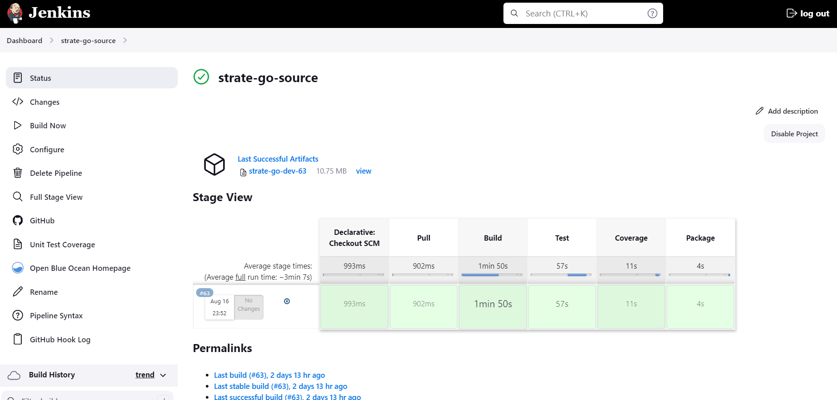 Jenkins
Search (CTRL+K)
log out
Dashboard
strate-go-source
Status
Changes
Build Now
Configure
Delete Pipeline
Full Stage View
GitHub
Unit Test Coverage
Open Blue Ocean Homepage
Rename
Pipeline Syntax
GitHub Hook Log
Build History
trend
strate-go-source
Add description
Disable Project
Last Successful Artifacts
strate-go-dev-63 10,75 MB view
Stage View
Declarative: Checkout SCM
Pull
Build
Test
Coverage
Package
Average stage times:
(Average full run time: ~3min 7s)
993ms
902ms
1min 50s
57s
11s
4s
#63
Aug 16
23:52
No Changes
993ms
902ms
1min 50s
57s
11s
4s
Permalinks
Last build (#63), 2 days 13 hr ago
Last stable build (#63), 2 days 13 hr ago
Last successful build (#63), 2 days 13 hr ago